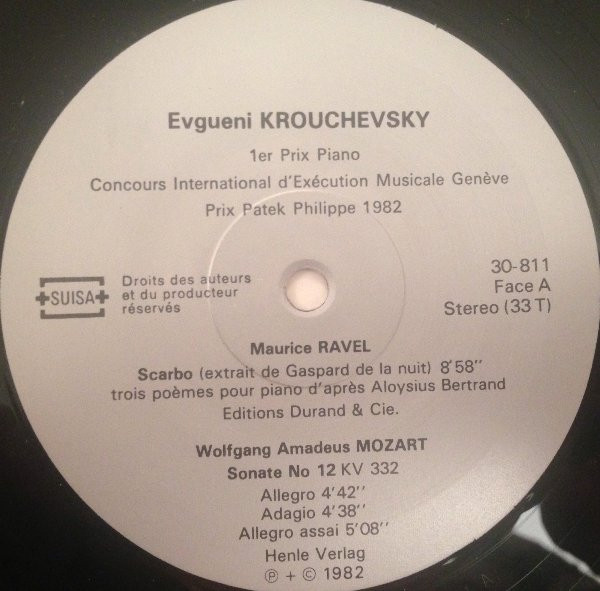 Evgueni KROUCHEVSKY
1er Prix Piano
Concours International d'Exécution Musicale Genève
Prix Patek Philippe 1982
+SUISA+
Droits des auteurs
et du producteur
réservés
30-811
Face A
Stereo (33 T)
Maurice RAVEL
Scarbo (extrait de Gaspard de la nuit) 8'58''
trois poèmes pour piano d'après Aloysius Bertrand
Editions Durand & Cie.
Wolfgang Amadeus MOZART
Sonate No 12 KV 332
Allegro 4'42''
Adagio 4'38''
Allegro assai 5'08''
Henle Verlag
℗ + © 1982